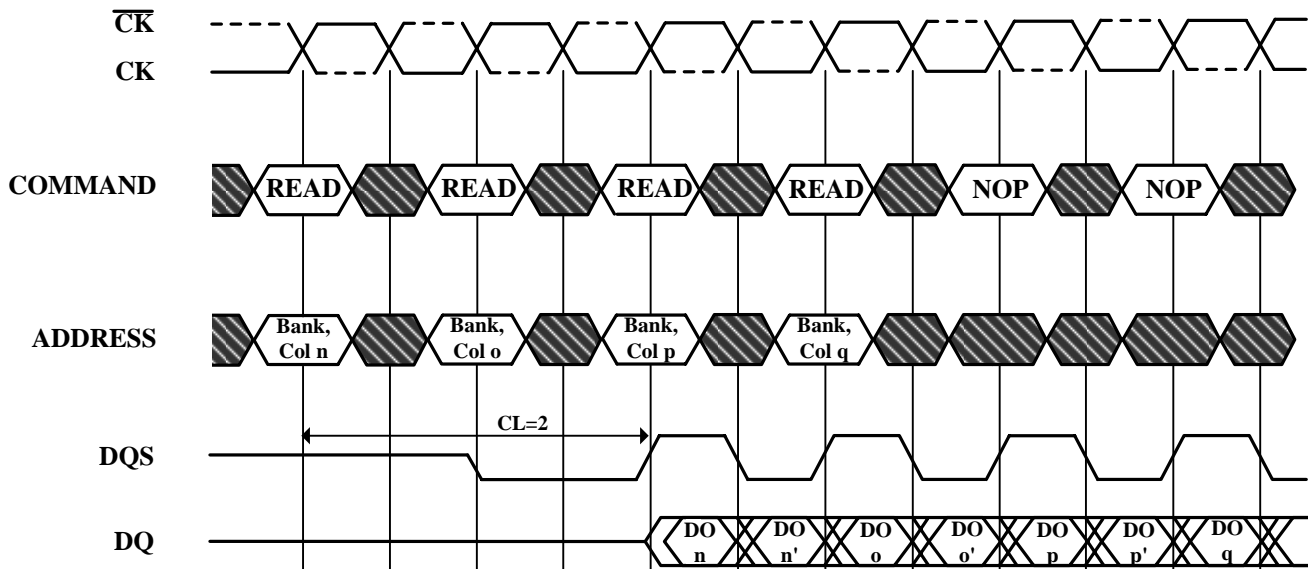 CK
CK
COMMAND READ READ READ READ NOP NOP
ADDRESS Bank, Col n Bank, Col o Bank, Col p Bank, Col q
CL=2
DQS
DQ DO n DO n' DO o DO o' DO p DO p' DO q